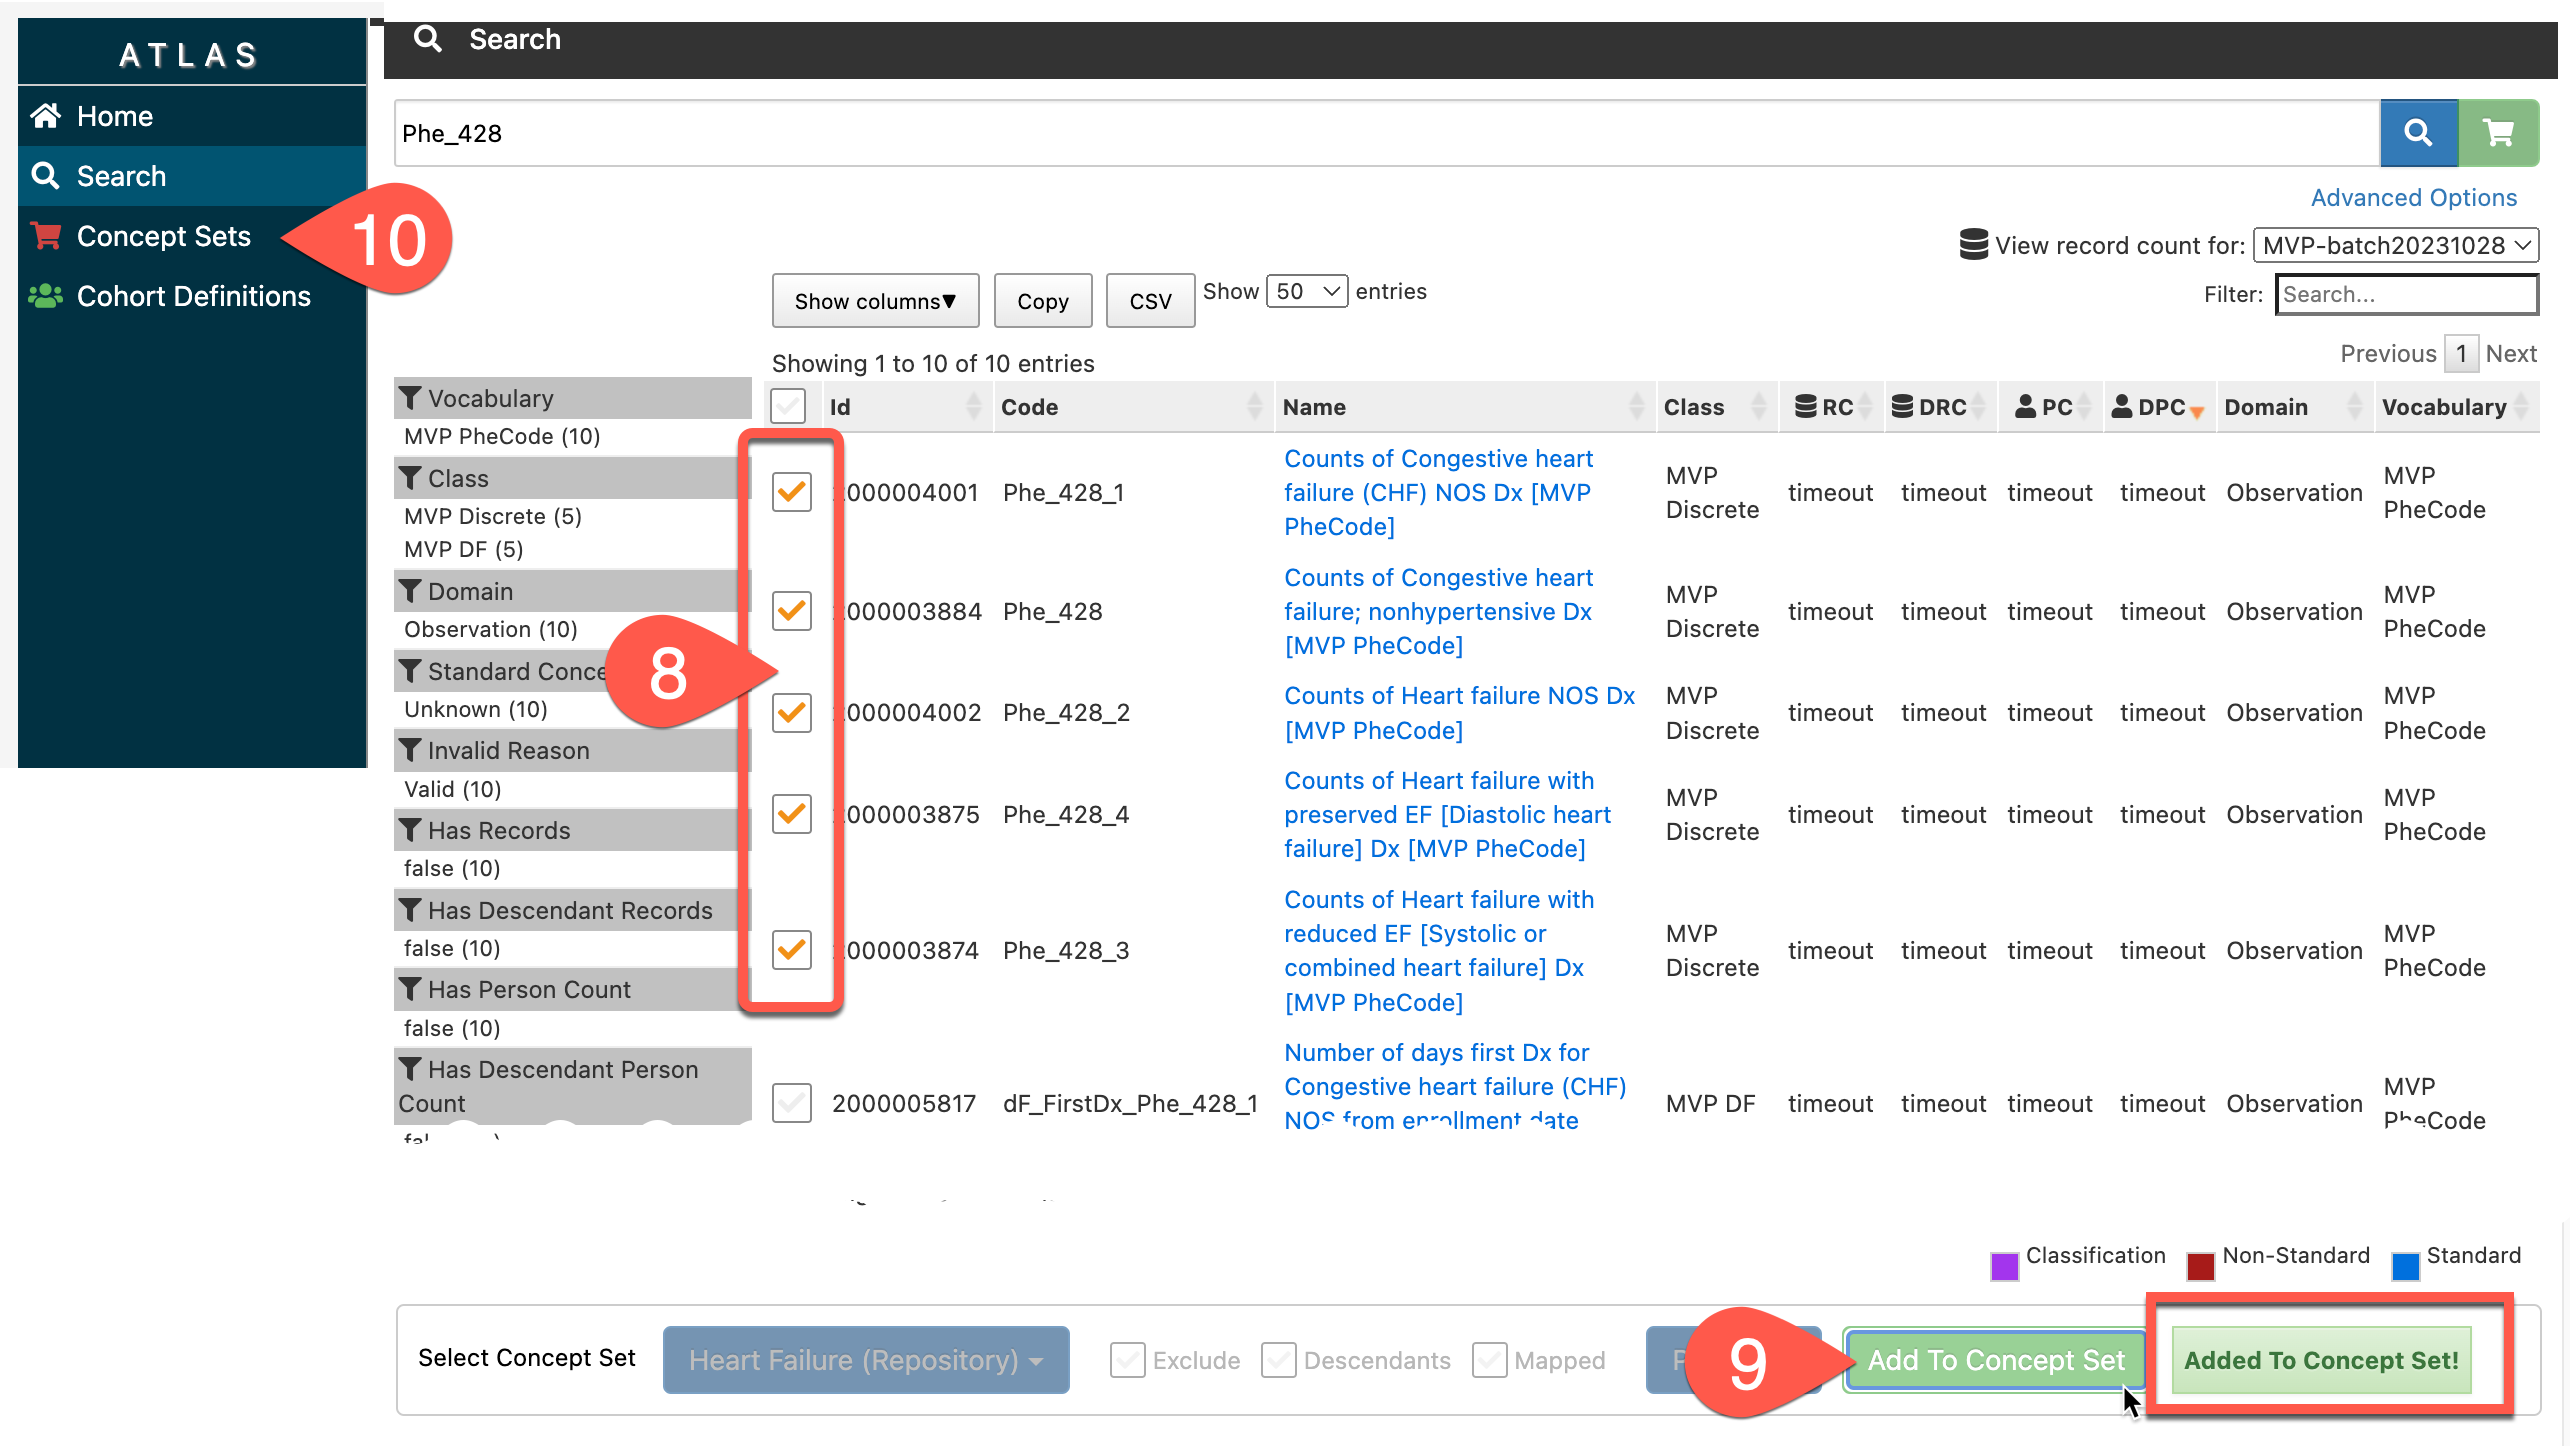 ATLAS
Home
Search
Concept Sets
Cohort Definitions
10
Search
Phe_428
Advanced Options
View record count for: MVP-batch20231028
Show columns▼ Copy CSV Show 50 entries
Filter: Search...
Showing 1 to 10 of 10 entries
Previous 1 Next
Vocabulary
MVP PheCode (10)
Class
MVP Discrete (5)
MVP DF (5)
Domain
Observation (10)
Standard
Unknown (10)
Invalid Reason
Valid (10)
Has Records
false (10)
Has Descendant Records
false (10)
Has Person Count
false (10)
Has Descendant Person
Count
8
Id Code Name Class RC DRC PC DPC Domain Vocabulary
Counts of Congestive heart
failure (CHF) NOS Dx [MVP
PheCode]
000004001 Phe_428_1 MVP
Discrete timeout timeout timeout timeout Observation MVP
PheCode
Counts of Congestive heart
failure; nonhypertensive Dx
[MVP PheCode]
000003884 Phe_428 MVP
Discrete timeout timeout timeout timeout Observation MVP
PheCode
Counts of Heart failure NOS Dx
[MVP PheCode]
000004002 Phe_428_2 MVP
Discrete timeout timeout timeout timeout Observation MVP
PheCode
Counts of Heart failure with
preserved EF [Diastolic heart
failure] Dx [MVP PheCode]
000003875 Phe_428_4 MVP
Discrete timeout timeout timeout timeout Observation MVP
PheCode
Counts of Heart failure with
reduced EF [Systolic or
combined heart failure] Dx
[MVP PheCode]
000003874 Phe_428_3 MVP
Discrete timeout timeout timeout timeout Observation MVP
PheCode
Number of days first Dx for
Congestive heart failure (CHF)
NOS from enrollment date
2000005817 dF_FirstDx_Phe_428_1 MVP DF timeout timeout timeout timeout Observation MVP
PheCode
Classification Non-Standard Standard
Select Concept Set Heart Failure (Repository) Exclude Descendants Mapped 9 Add To Concept Set Added To Concept Set!